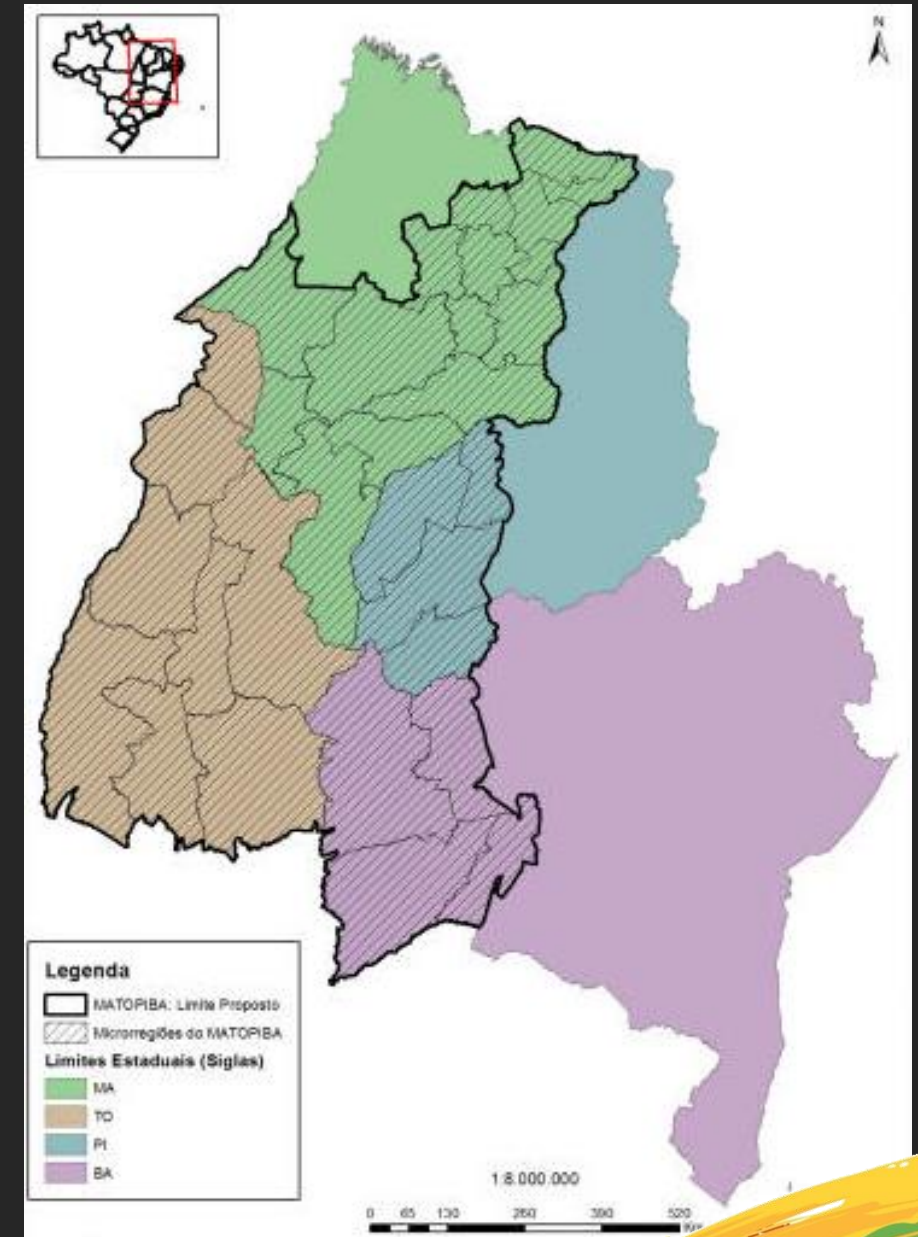 N
Legenda
MATOPIBA: Limite Proposto
Microrregiões do MATOPIBA
Limites Estaduais (Siglas)
MA
TO
PI
BA
1:8.000.000
0 65 130 260 390 520